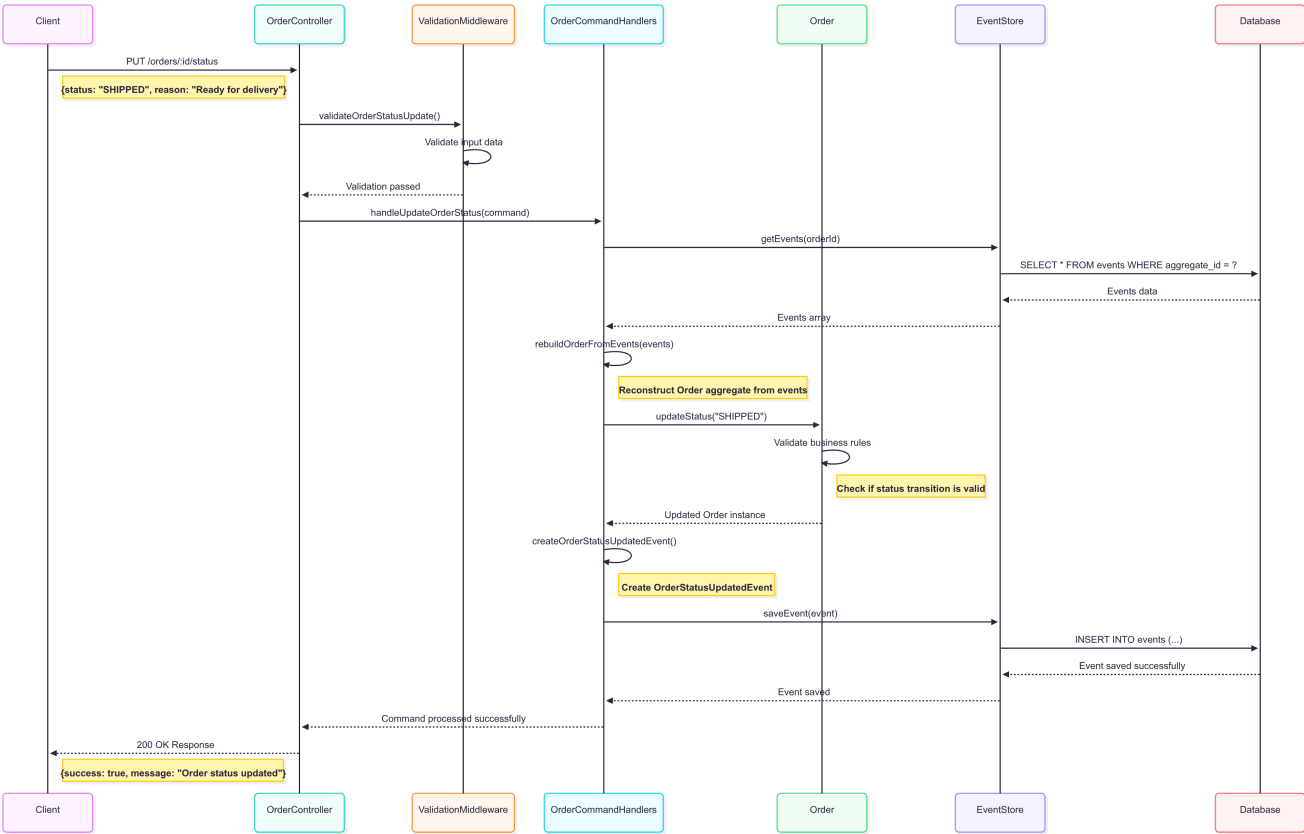 Client
OrderController
ValidationMiddleware
OrderCommandHandlers
Order
EventStore
Database
PUT /orders/:id/status
{status: "SHIPPED", reason: "Ready for delivery"}
validateOrderStatusUpdate()
Validate input data
Validation passed
handleUpdateOrderStatus(command)
getEvents(orderId)
SELECT * FROM events WHERE aggregate_id = ?
Events data
Events array
rebuildOrderFromEvents(events)
Reconstruct Order aggregate from events
updateStatus("SHIPPED")
Validate business rules
Check if status transition is valid
Updated Order instance
createOrderStatusUpdatedEvent()
Create OrderStatusUpdatedEvent
saveEvent(event)
INSERT INTO events (...)
Event saved successfully
Event saved
Command processed successfully
200 OK Response
{success: true, message: "Order status updated"}
Client
OrderController
ValidationMiddleware
OrderCommandHandlers
Order
EventStore
Database